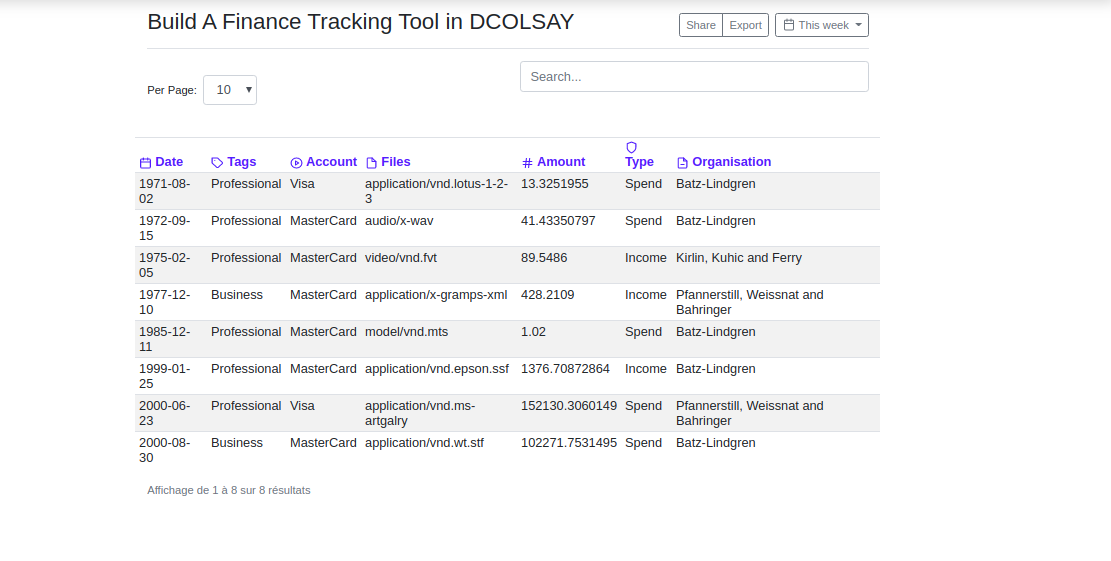 Build A Finance Tracking Tool in DCOLSAY
Share Export This week
Per Page: 10
Search...
Date Tags Account Files Amount Type Organisation
1971-08- Professional Visa application/vnd.lotus-1-2- 13.3251955 Spend Batz-Lindgren
02 3
1972-09- Professional MasterCard audio/x-wav 41.43350797 Spend Batz-Lindgren
15
1975-02- Professional MasterCard video/vnd.fvt 89.5486 Income Kirlin, Kuhic and Ferry
05
1977-12- Business MasterCard application/x-gramps-xml 428.2109 Income Pfannerstill, Weissnat and
10 Bahringer
1985-12- Professional MasterCard model/vnd.mts 1.02 Spend Batz-Lindgren
11
1999-01- Professional MasterCard application/vnd.epson.ssf 1376.70872864 Income Batz-Lindgren
25
2000-06- Professional Visa application/vnd.ms- 152130.3060149 Spend Pfannerstill, Weissnat and
23 artgalry Bahringer
2000-08- Business MasterCard application/vnd.wt.stf 102271.7531495 Spend Batz-Lindgren
30
Affichage de 1 à 8 sur 8 résultats